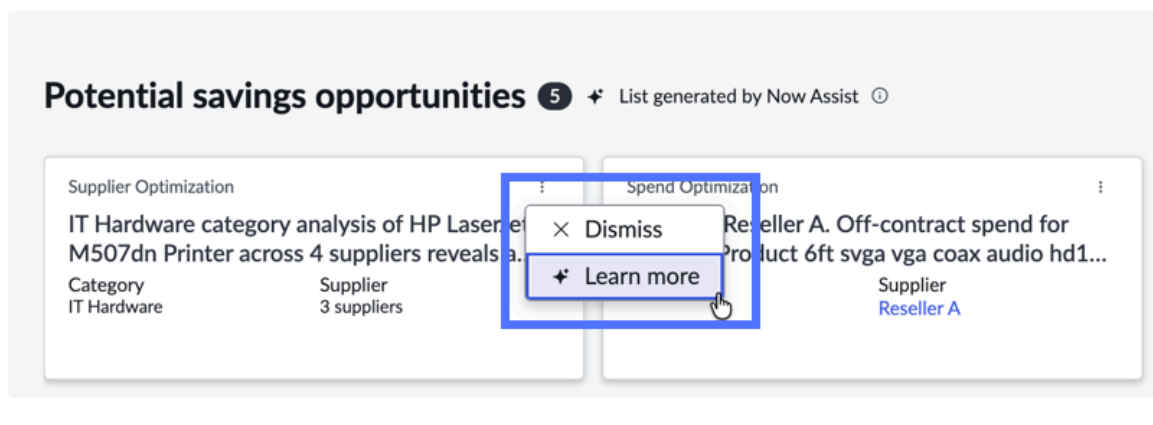 Potential savings opportunities 5 List generated by Now Assist
Supplier Optimization
IT Hardware category analysis of HP LaserJet
M507dn Printer across 4 suppliers reveals a...
Category Supplier
IT Hardware 3 suppliers
Dismiss
Learn more
Spend Optimization
Reseller A. Off-contract spend for
Product 6ft svga vga coax audio hd1...
Supplier
Reseller A